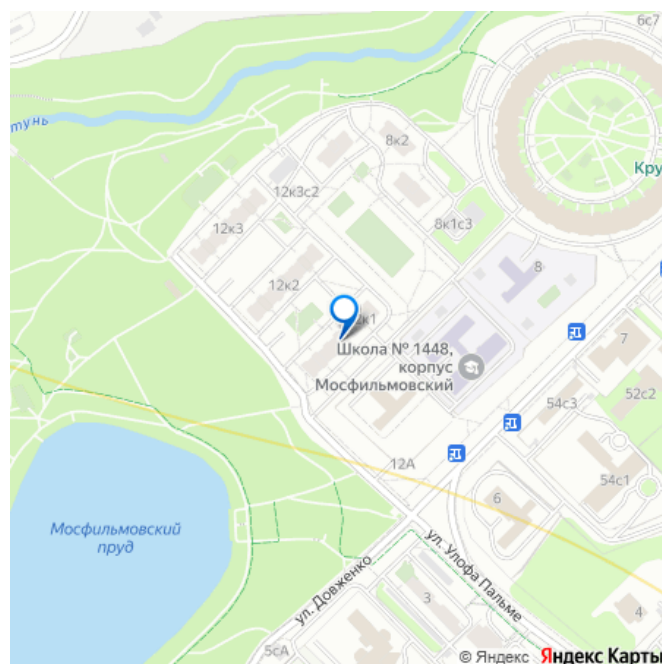 6с7
тунь
8к2
Кру
12к3с2
12к3
8к1с3
8
12к2
2к1
7
Школа № 1448,
корпус
Мосфильмовский
54с3
52с2
12А
54с1
6
Мосфильмовский
пруд
ул. Довженко
ул. Улофа Пальме
3
4
5сА
© Яндекс Яндекс Карты